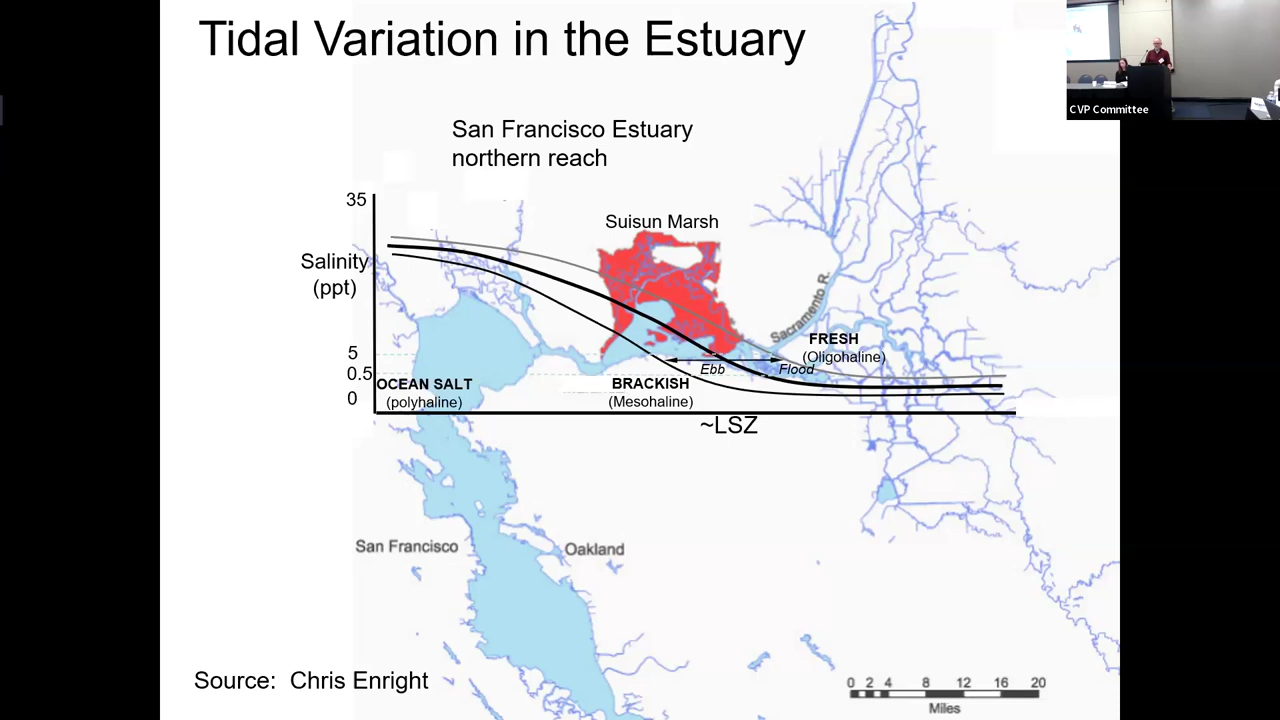 Tidal Variation in the Estuary
CVP Committee
San Francisco Estuary
northern reach
35
Suisun Marsh
Salinity
(ppt)
Sacramento R.
FRESH
(Oligohaline)
5
Ebb
Flood
0.5
OCEAN SALT
(polyhaline)
BRACKISH
(Mesohaline)
0
~LSZ
San Francisco
Oakland
Source: Chris Enright
0 2 4 8 12 16 20
Miles